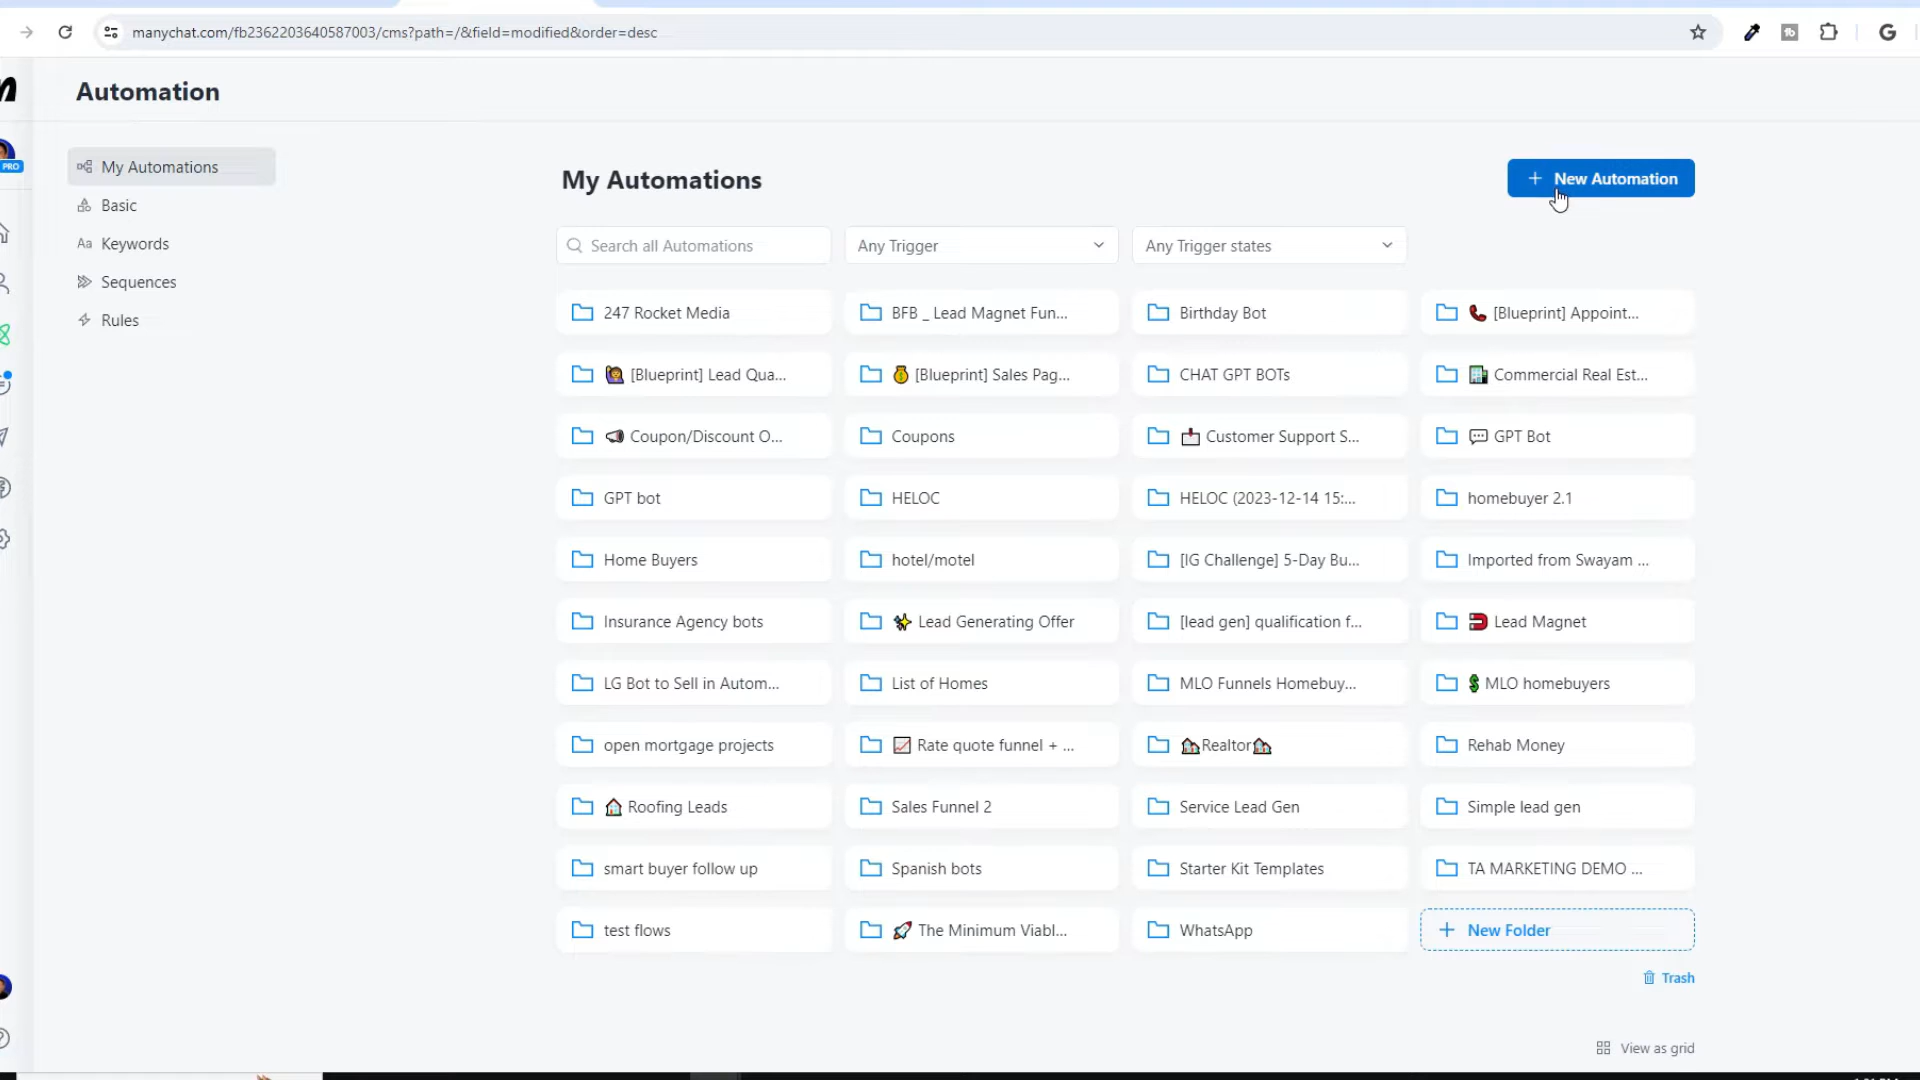 manychat.com/fb2362203640587003/cms?path=/&field=modified&order=desc
Automation
PRO
My Automations
Basic
Aa Keywords
Sequences
Rules
My Automations
+ New Automation
Search all Automations
Any Trigger
Any Trigger states
247 Rocket Media
BFB _ Lead Magnet Fun...
Birthday Bot
[Blueprint] Appoint...
[Blueprint] Lead Qua...
[Blueprint] Sales Pag...
CHAT GPT BOTs
Commercial Real Est...
Coupon/Discount O...
Coupons
Customer Support S...
GPT Bot
GPT bot
HELOC
HELOC (2023-12-14 15:...
homebuyer 2.1
Home Buyers
hotel/motel
[IG Challenge] 5-Day Bu...
Imported from Swayam ...
Insurance Agency bots
Lead Generating Offer
[lead gen] qualification f...
Lead Magnet
LG Bot to Sell in Autom...
List of Homes
MLO Funnels Homebuy...
MLO homebuyers
open mortgage projects
Rate quote funnel + ...
Realtor
Rehab Money
Roofing Leads
Sales Funnel 2
Service Lead Gen
Simple lead gen
smart buyer follow up
Spanish bots
Starter Kit Templates
TA MARKETING DEMO ...
test flows
The Minimum Viabl...
WhatsApp
+ New Folder
Trash
View as grid